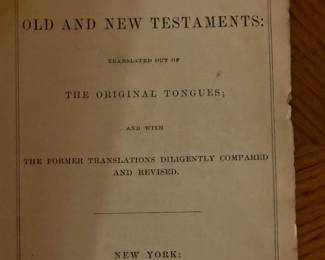 OLD AND NEW TESTAMENTS:
TRANSLATED OUT OF
THE ORIGINAL TONGUES;
AND WITH
THE FORMER TRANSLATIONS DILIGENTLY COMPARED
AND REVISED.
NEW YORK: